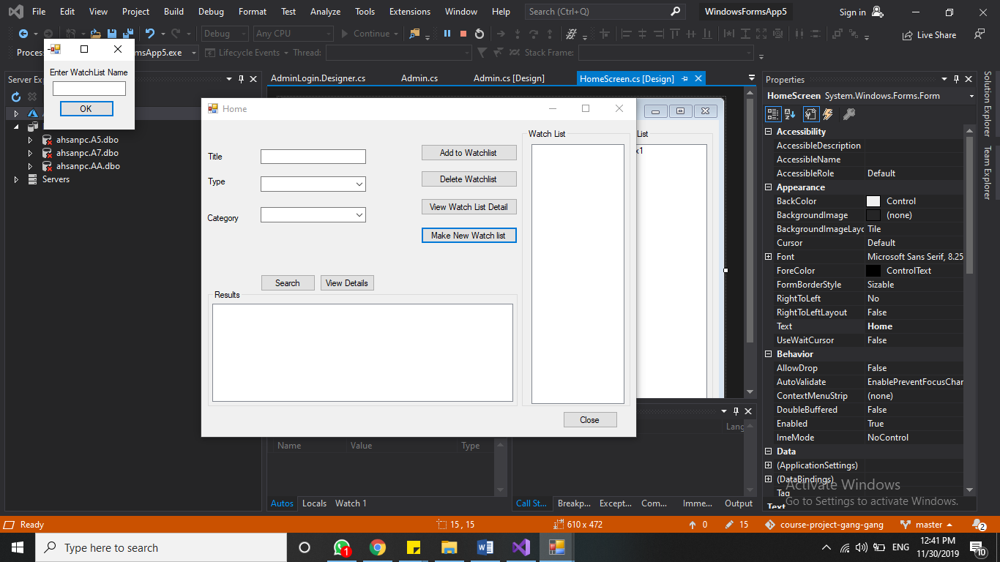 File Edit View Project Build Debug Format Test Analyze Tools Extensions Window Help Search (Ctrl+Q) WindowsFormsApp5 Sign in
Debug Any CPU Continue Live Share
Lifecycle Events Thread: Stack Frame:
Enter WatchList Name
OK
AdminLogin.Designer.cs Admin.cs Admin.cs [Design] HomeScreen.cs [Design]
ahsanpc.A5.dbo
ahsanpc.A7.dbo
ahsanpc.AA.dbo
Servers
Home
Title
Type
Category
Add to Watchlist
Delete Watchlist
View Watch List Detail
Make New Watch list
Search View Details
Results
Watch List
Close
List
x1
Name Value Type
Autos Locals Watch 1
Lang
Call St... Breakp... Except... Com... Imme... Output
Properties
HomeScreen System.Windows.Forms.Form
Accessibility
AccessibleDescription
AccessibleName
AccessibleRole Default
Appearance
BackColor Control
BackgroundImage (none)
BackgroundImageLayo Tile
Cursor Default
Font Microsoft Sans Serif, 8.25
ForeColor ControlText
FormBorderStyle Sizable
RightToLeft No
RightToLeftLayout False
Text Home
UseWaitCursor False
Behavior
AllowDrop False
AutoValidate EnablePreventFocusChan
ContextMenuStrip (none)
DoubleBuffered False
Enabled True
ImeMode NoControl
Data
(ApplicationSettings)
(DataBindings)
Tag
Text
Activate Windows
Go to Settings to activate Windows.
Solution Explorer
Team Explorer
Ready 15 , 15 610 x 472 0 15 course-project-gang-gang master 2
Type here to search 1 ENG 12:41 PM
11/30/2019 10